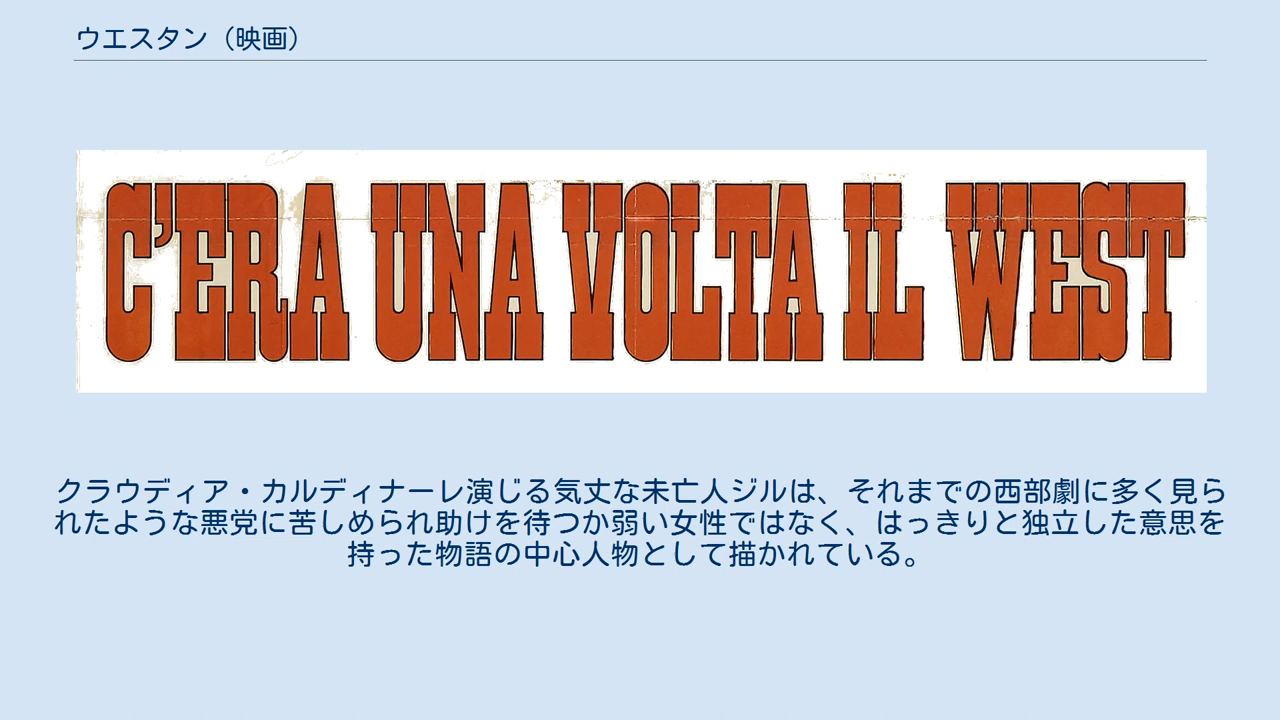 ウエスタン（映画）
C'ERA UNA VOLTA IL WEST
クラウディア・カルディナーレ演じる気丈な未亡人ジルは、それまでの西部劇に多く見ら
れたような悪党に苦しめられ助けを待つか弱い女性ではなく、はっきりと独立した意思を
持った物語の中心人物として描かれている。